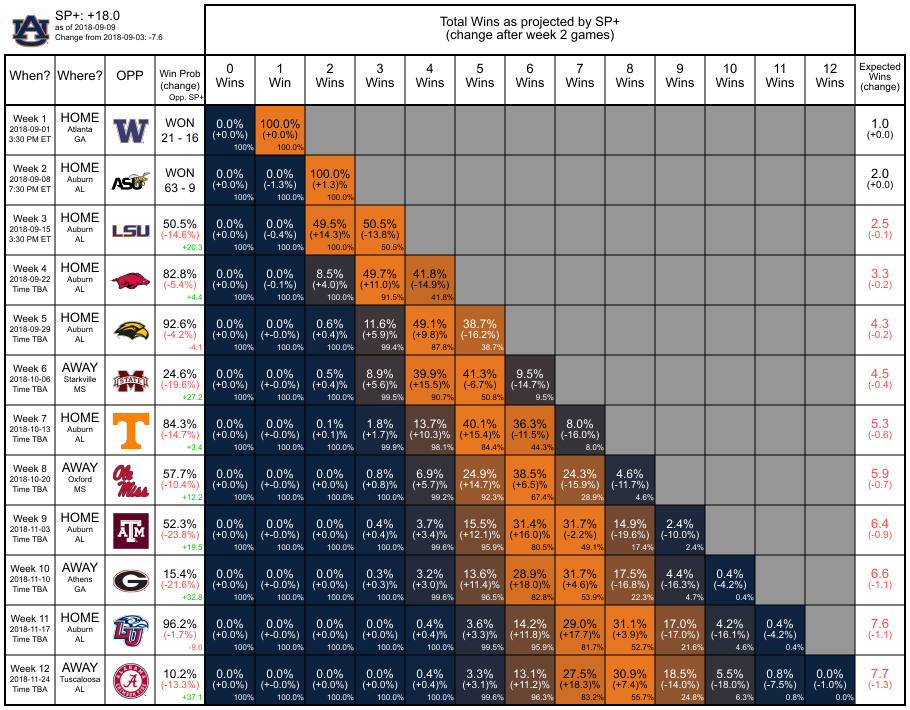 SP+: +18.0
as of 2018-09-09
Change from 2018-09-03: -7.6
Total Wins as projected by SP+
(change after week 2 games)
When? Where? OPP Win Prob (change) Opp. SP+ 0 Wins 1 Win 2 Wins 3 Wins 4 Wins 5 Wins 6 Wins 7 Wins 8 Wins 9 Wins 10 Wins 11 Wins 12 Wins Expected Wins (change)
Week 1 HOME W WON 0.0% 100.0% 1.0
2018-09-01 Atlanta 21 - 16 (+0.0%) (+0.0%) (+0.0)
3:30 PM ET GA 100% 100.0%
Week 2 HOME ASU WON 0.0% 0.0% 100.0% 2.0
2018-09-08 Auburn 63 - 9 (+0.0%) (-1.3%) (+1.3)% (+0.0)
7:30 PM ET AL 100% 100.0% 100.0%
Week 3 HOME LSU 50.5% 0.0% 0.0% 49.5% 50.5% 2.5
2018-09-15 Auburn (-14.6%) (+0.0%) (-0.4%) (+14.3)% (-13.8%) (-0.1)
3:30 PM ET AL +20.3 100% 100.0% 100.0% 50.5%
Week 4 HOME 82.8% 0.0% 0.0% 8.5% 49.7% 41.8% 3.3
2018-09-22 Auburn (-5.4%) (+0.0%) (-0.1%) (+4.0)% (+11.0)% (-14.9%) (-0.2)
Time TBA AL +4.4 100% 100.0% 100.0% 91.5% 41.8%
Week 5 HOME 92.6% 0.0% 0.0% 0.6% 11.6% 49.1% 38.7% 4.3
2018-09-29 Auburn (-4.2%) (+0.0%) (+-0.0%) (+0.4)% (+5.9)% (+9.8)% (-16.2%) (-0.2)
Time TBA AL -4.1 100% 100.0% 100.0% 99.4% 87.8% 38.7%
Week 6 AWAY STATE 24.6% 0.0% 0.0% 0.5% 8.9% 39.9% 41.3% 9.5% 4.5
2018-10-06 Starkville (-19.6%) (+0.0%) (+-0.0%) (+0.4)% (+5.6)% (+15.5)% (-6.7%) (-14.7%) (-0.4)
Time TBA MS +27.2 100% 100.0% 100.0% 99.5% 90.7% 50.8% 9.5%
Week 7 HOME T 84.3% 0.0% 0.0% 0.1% 1.8% 13.7% 40.1% 36.3% 8.0% 5.3
2018-10-13 Auburn (-14.7%) (+0.0%) (+-0.0%) (+0.1)% (+1.7)% (+10.3)% (+15.4)% (-11.5%) (-16.0%) (-0.6)
Time TBA AL +3.4 100% 100.0% 100.0% 99.9% 98.1% 84.4% 44.3% 8.0%
Week 8 AWAY Ole Miss 57.7% 0.0% 0.0% 0.0% 0.8% 6.9% 24.9% 38.5% 24.3% 4.6% 5.9
2018-10-20 Oxford (-10.4%) (+0.0%) (+-0.0%) (+0.0%) (+0.8)% (+5.7)% (+14.7)% (+6.5)% (-15.9%) (-11.7%) (-0.7)
Time TBA MS +12.2 100% 100.0% 100.0% 100.0% 99.2% 92.3% 67.4% 28.9% 4.6%
Week 9 HOME ATM 52.3% 0.0% 0.0% 0.0% 0.4% 3.7% 15.5% 31.4% 31.7% 14.9% 2.4% 6.4
2018-11-03 Auburn (-23.8%) (+0.0%) (+-0.0%) (+0.0%) (+0.4)% (+3.4)% (+12.1)% (+16.0)% (-2.2%) (-19.6%) (-10.0%) (-0.9)
Time TBA AL +19.5 100% 100.0% 100.0% 100.0% 99.6% 95.9% 80.5% 49.1% 17.4% 2.4%
Week 10 AWAY G 15.4% 0.0% 0.0% 0.0% 0.3% 3.2% 13.6% 28.9% 31.7% 17.5% 4.4% 0.4% 6.6
2018-11-10 Athens (-21.6%) (+0.0%) (+-0.0%) (+0.0%) (+0.3)% (+3.0)% (+11.4)% (+18.0)% (+4.6)% (-16.8%) (-16.3%) (-4.2%) (-1.1)
Time TBA GA +32.8 100% 100.0% 100.0% 100.0% 99.6% 96.5% 82.8% 53.9% 22.3% 4.7% 0.4%
Week 11 HOME LU 96.2% 0.0% 0.0% 0.0% 0.0% 0.4% 3.6% 14.2% 29.0% 31.1% 17.0% 4.2% 0.4% 7.6
2018-11-17 Auburn (-1.7%) (+0.0%) (+-0.0%) (+0.0%) (+0.0%) (+0.4)% (+3.3)% (+11.8)% (+17.7)% (+3.9)% (-17.0%) (-16.1%) (-4.2%) (-1.1)
Time TBA AL -9.6 100% 100.0% 100.0% 100.0% 100.0% 99.5% 95.9% 81.7% 52.7% 21.6% 4.6% 0.4%
Week 12 AWAY A 10.2% 0.0% 0.0% 0.0% 0.0% 0.4% 3.3% 13.1% 27.5% 30.9% 18.5% 5.5% 0.8% 0.0% 7.7
2018-11-24 Tuscaloosa (-13.3%) (+0.0%) (+-0.0%) (+0.0%) (+0.0%) (+0.4)% (+3.1)% (+11.2)% (+18.3)% (+7.4)% (-14.0%) (-18.0%) (-7.5%) (-1.0%) (-1.3)
Time TBA AL +37.1 100% 100.0% 100.0% 100.0% 100.0% 99.6% 96.3% 83.2% 55.7% 24.8% 6.3% 0.8% 0.0%